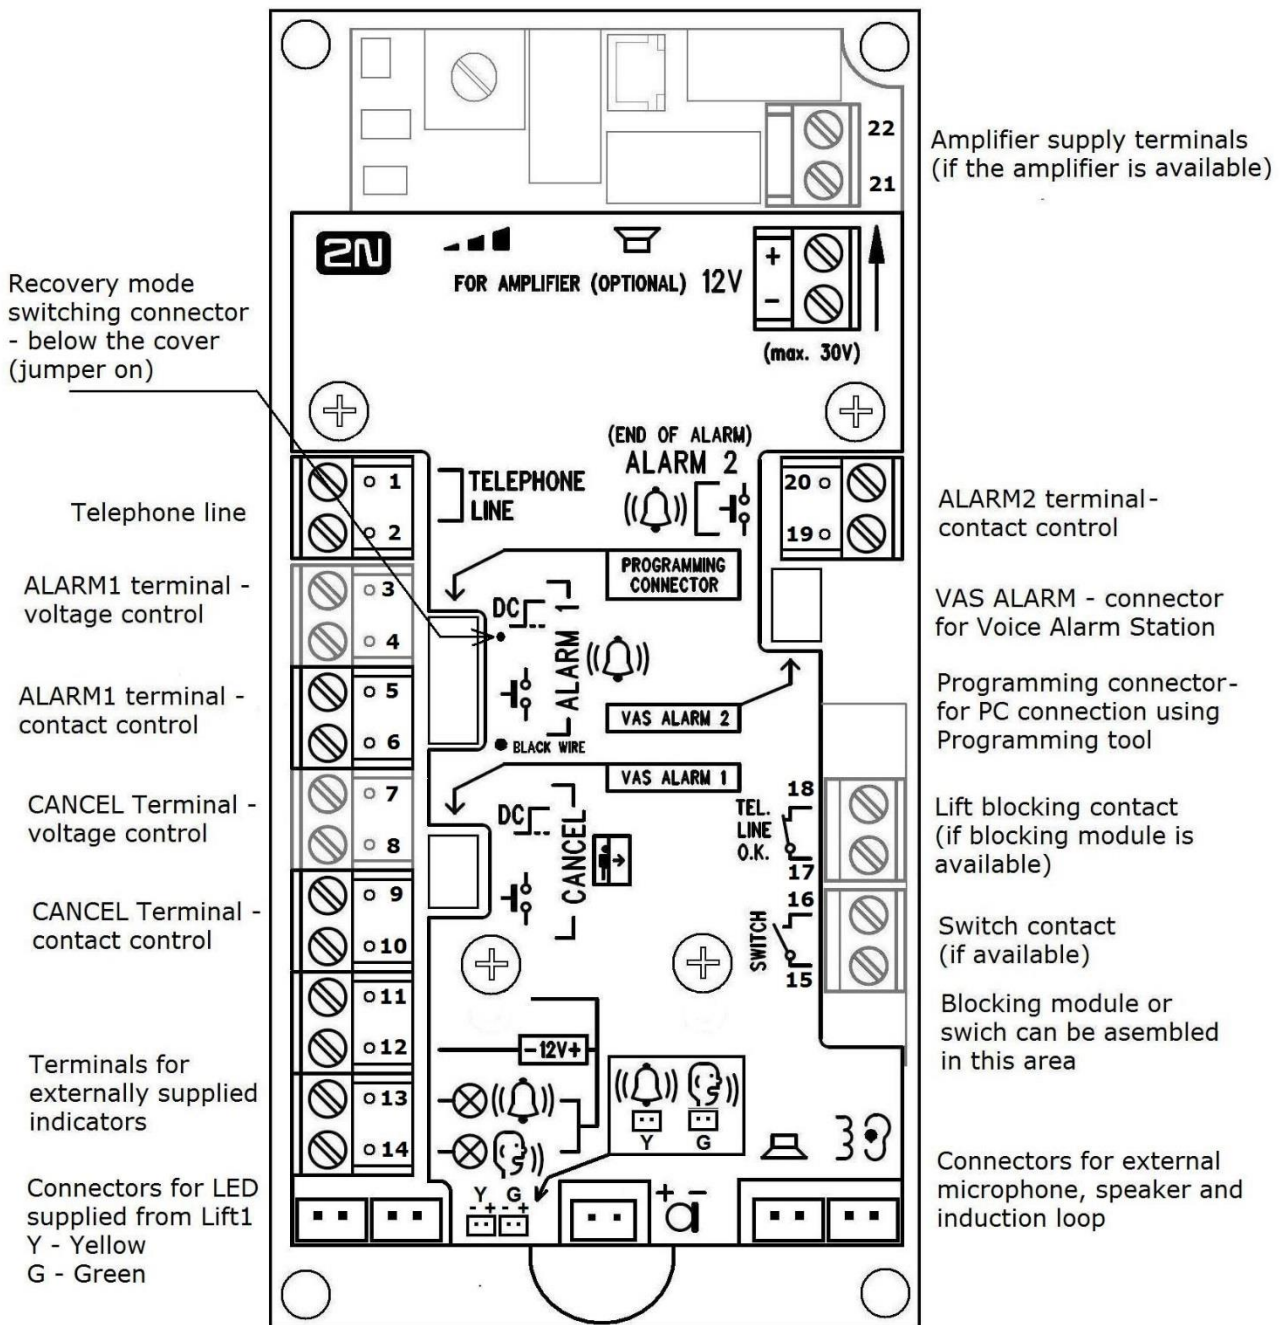 22
21
Amplifier supply terminals
(if the amplifier is available)
2N
FOR AMPLIFIER (OPTIONAL) 12V
+
-
(max. 30V)
Recovery mode
switching connector
- below the cover
(jumper on)
(END OF ALARM)
ALARM 2
1
2
TELEPHONE
LINE
20
19
Telephone line
ALARM2 terminal-
contact control
PROGRAMMING
CONNECTOR
ALARM1 terminal -
voltage control
3
4
DC
ALARM 1
VAS ALARM - connector
for Voice Alarm Station
ALARM1 terminal -
contact control
5
6
BLACK WIRE
VAS ALARM 2
Programming connector-
for PC connection using
Programming tool
VAS ALARM 1
CANCEL Terminal -
voltage control
7
8
DC
CANCEL
18
TEL.
LINE
O.K.
17
Lift blocking contact
(if blocking module is
available)
CANCEL Terminal -
contact control
9
10
16
SWITCH
15
Switch contact
(if available)
11
12
-12V+
Blocking module or
swich can be asembled
in this area
Terminals for
externally supplied
indicators
13
14
Y G
Connectors for LED
supplied from Lift1
Y - Yellow
G - Green
Y G
- + - +
+ -
Connectors for external
microphone, speaker and
induction loop